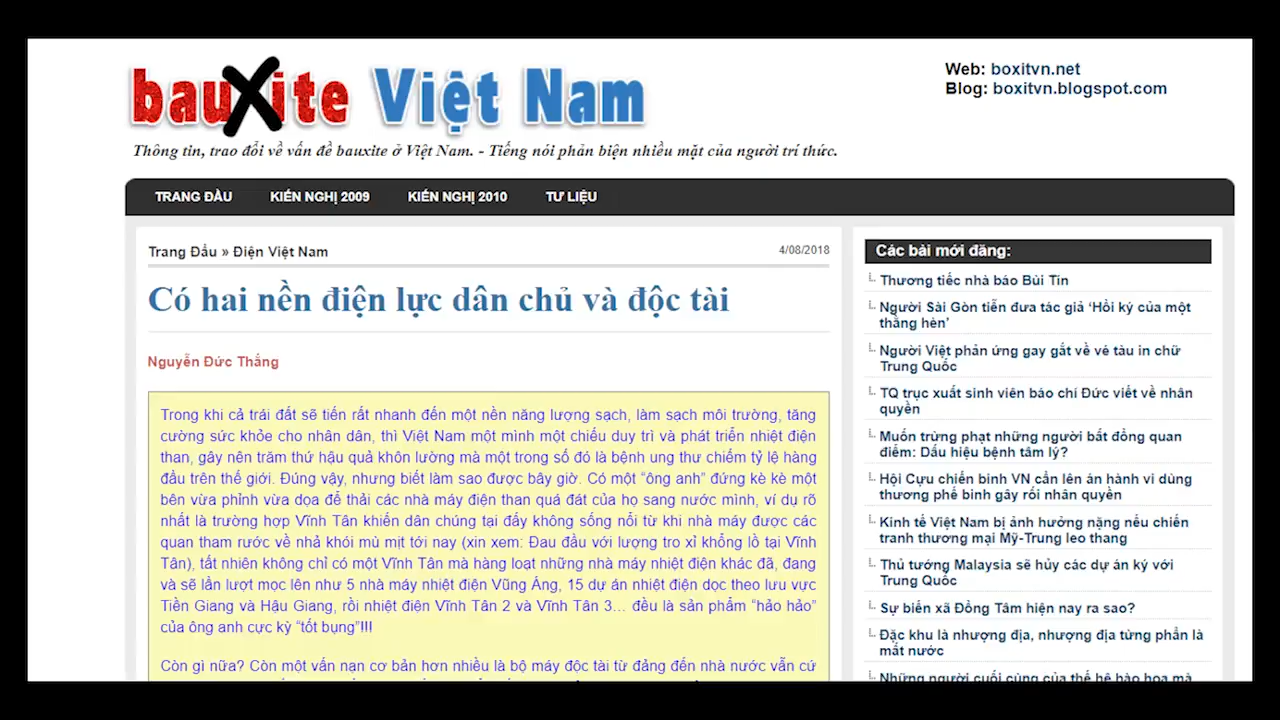 bauXite Việt Nam
Thông tin, trao đổi về vấn đề bauxite ở Việt Nam. - Tiếng nói phản biện nhiều mặt của người trí thức.
Web: boxitvn.net
Blog: boxitvn.blogspot.com
TRANG ĐẦU KIẾN NGHỊ 2009 KIẾN NGHỊ 2010 TƯ LIỆU
Trang Đầu » Điện Việt Nam
4/08/2018
Có hai nền điện lực dân chủ và độc tài
Nguyễn Đức Thắng
Trong khi cả trái đất sẽ tiến rất nhanh đến một nền năng lượng sạch, làm sạch môi trường, tăng
cường sức khỏe cho nhân dân, thì Việt Nam một mình một chiếu duy trì và phát triển nhiệt điện
than, gây nên trăm thứ hậu quả khôn lường mà một trong số đó là bệnh ung thư chiếm tỷ lệ hàng
đầu trên thế giới. Đúng vậy, nhưng biết làm sao được bây giờ. Có một “ông anh” đứng kè kè một
bên vừa phỉnh vừa dọa để thải các nhà máy điện than quá đát của họ sang nước mình, ví dụ rõ
nhất là trường hợp Vĩnh Tân khiến dân chúng tại đấy không sống nổi từ khi nhà máy được các
quan tham rước về nhả khói mù mịt tới nay (xin xem: Đau đầu với lượng tro xỉ khổng lồ tại Vĩnh
Tân), tất nhiên không chỉ có một Vĩnh Tân mà hàng loạt những nhà máy nhiệt điện khác đã, đang
và sẽ lần lượt mọc lên như 5 nhà máy nhiệt điện Vũng Áng, 15 dự án nhiệt điện dọc theo lưu vực
Tiền Giang và Hậu Giang, rồi nhiệt điện Vĩnh Tân 2 và Vĩnh Tân 3... đều là sản phẩm “hảo hảo”
của ông anh cực kỳ “tốt bụng”!!!
Còn gì nữa? Còn một vấn nạn cơ bản hơn nhiều là bộ máy độc tài từ đảng đến nhà nước vẫn cứ
Các bài mới đăng:
Thương tiếc nhà báo Bùi Tín
Người Sài Gòn tiễn đưa tác giả ‘Hồi ký của một
thằng hèn’
Người Việt phản ứng gay gắt về vé tàu in chữ
Trung Quốc
TQ trục xuất sinh viên báo chí Đức viết về nhân
quyền
Muốn trừng phạt những người bất đồng quan
điểm: Dấu hiệu bệnh tâm lý?
Hội Cựu chiến binh VN cần lên án hành vi dùng
thương phế binh gây rối nhân quyền
Kinh tế Việt Nam bị ảnh hưởng nặng nếu chiến
tranh thương mại Mỹ-Trung leo thang
Thủ tướng Malaysia sẽ hủy các dự án ký với
Trung Quốc
Sự biến xã Đồng Tâm hiện nay ra sao?
Đặc khu là nhượng địa, nhượng địa từng phần là
mất nước
Những người cuối cùng của thế hệ hào hoa mà